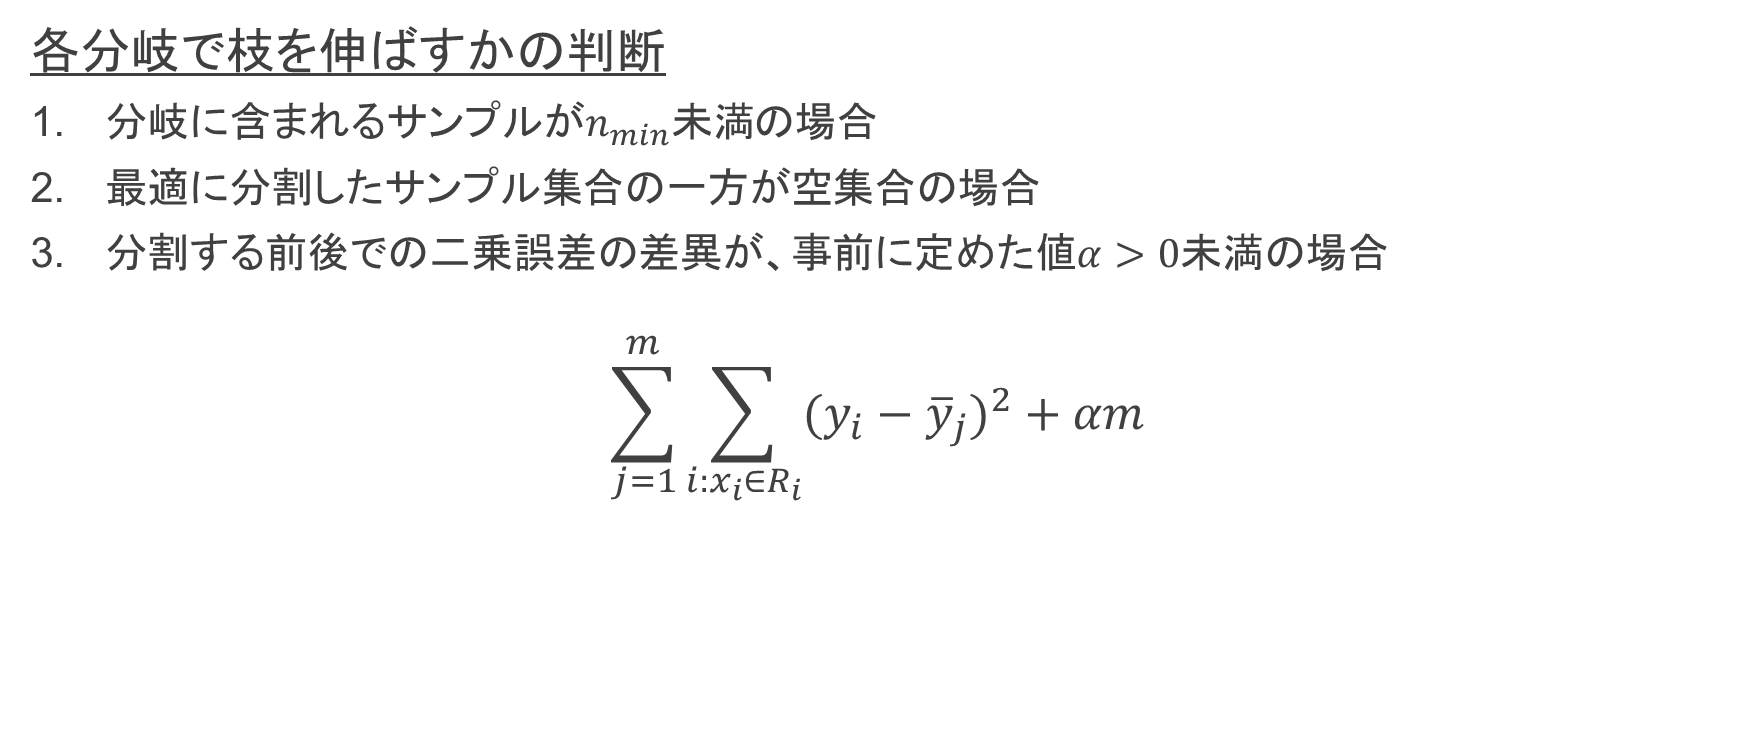 各分岐で枝を伸ばすかの判断
1. 分岐に含まれるサンプルがn_{min}未満の場合
2. 最適に分割したサンプル集合の一方が空集合の場合
3. 分割する前後での二乗誤差の差異が、事前に定めた値α > 0未満の場合
\sum_{j=1}^{m} \sum_{i:x_i∈R_i} (y_i − \bar{y}_j)^2 + αm